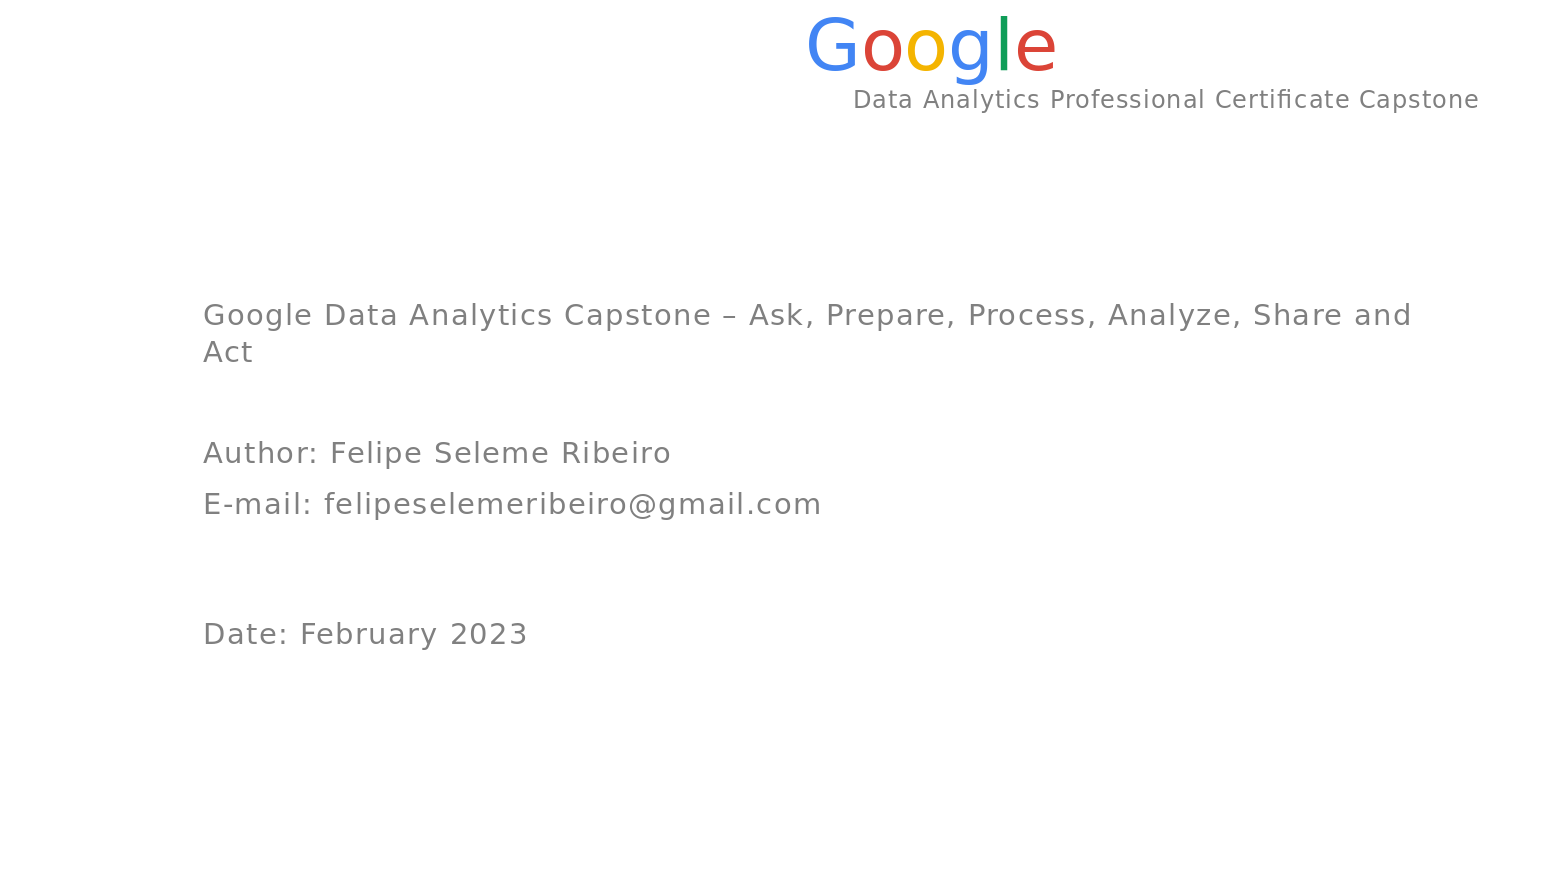 Google
Data Analytics Professional Certificate Capstone
Google Data Analytics Capstone – Ask, Prepare, Process, Analyze, Share and
Act
Author: Felipe Seleme Ribeiro
E-mail: felipeselemeribeiro@gmail.com
Date: February 2023